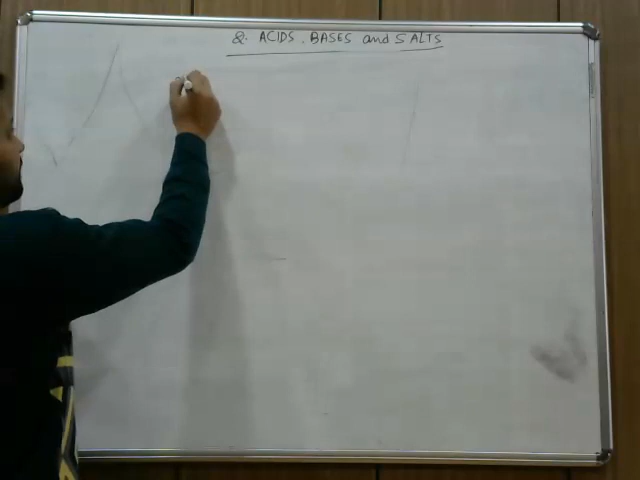 2. ACIDS, BASES and SALTS